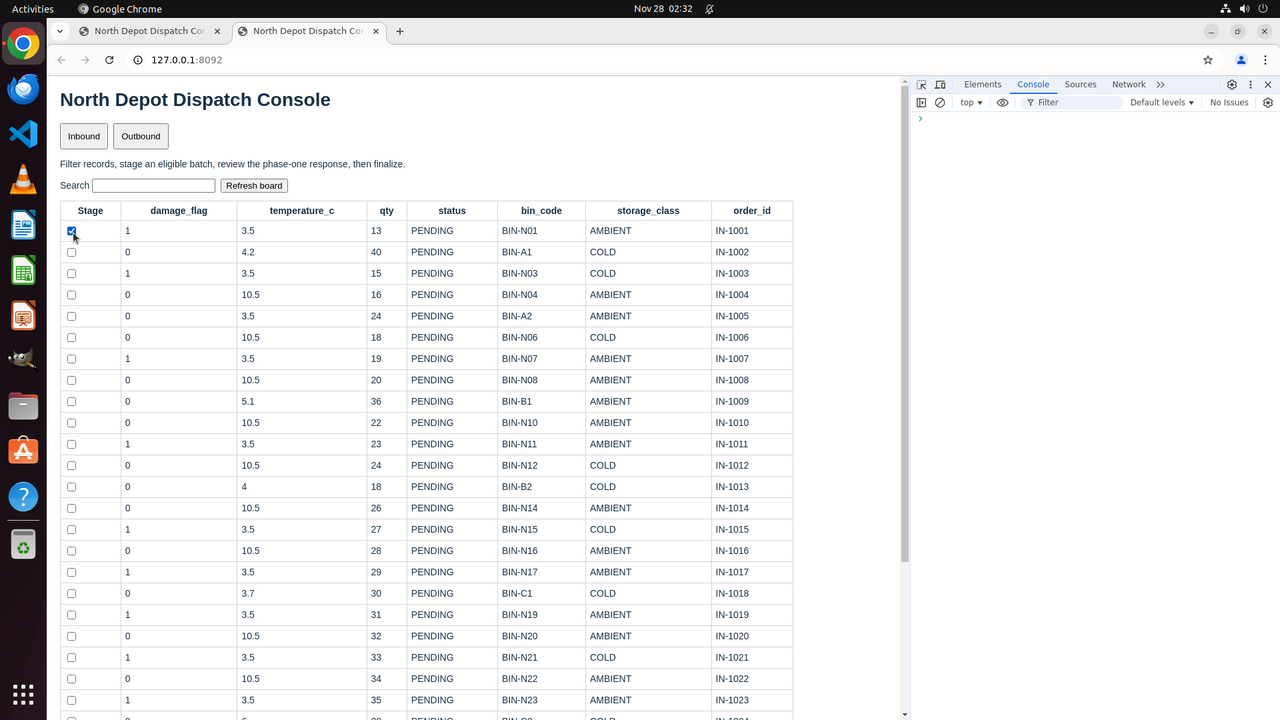 Activities
Google Chrome
Nov 28 02:32
North Depot Dispatch Con
North Depot Dispatch Con
127.0.0.1:8092
North Depot Dispatch Console
Inbound Outbound
Filter records, stage an eligible batch, review the phase-one response, then finalize.
Search Refresh board
Stage damage_flag temperature_c qty status bin_code storage_class order_id
1 3.5 13 PENDING BIN-N01 AMBIENT IN-1001
0 4.2 40 PENDING BIN-A1 COLD IN-1002
1 3.5 15 PENDING BIN-N03 COLD IN-1003
0 10.5 16 PENDING BIN-N04 AMBIENT IN-1004
0 3.5 24 PENDING BIN-A2 AMBIENT IN-1005
0 10.5 18 PENDING BIN-N06 COLD IN-1006
1 3.5 19 PENDING BIN-N07 AMBIENT IN-1007
0 10.5 20 PENDING BIN-N08 AMBIENT IN-1008
0 5.1 36 PENDING BIN-B1 AMBIENT IN-1009
0 10.5 22 PENDING BIN-N10 AMBIENT IN-1010
1 3.5 23 PENDING BIN-N11 AMBIENT IN-1011
0 10.5 24 PENDING BIN-N12 COLD IN-1012
0 4 18 PENDING BIN-B2 COLD IN-1013
0 10.5 26 PENDING BIN-N14 AMBIENT IN-1014
1 3.5 27 PENDING BIN-N15 COLD IN-1015
0 10.5 28 PENDING BIN-N16 AMBIENT IN-1016
1 3.5 29 PENDING BIN-N17 AMBIENT IN-1017
0 3.7 30 PENDING BIN-C1 COLD IN-1018
1 3.5 31 PENDING BIN-N19 AMBIENT IN-1019
0 10.5 32 PENDING BIN-N20 AMBIENT IN-1020
1 3.5 33 PENDING BIN-N21 COLD IN-1021
0 10.5 34 PENDING BIN-N22 AMBIENT IN-1022
1 3.5 35 PENDING BIN-N23 AMBIENT IN-1023
Elements Console Sources Network
top Filter Default levels No Issues